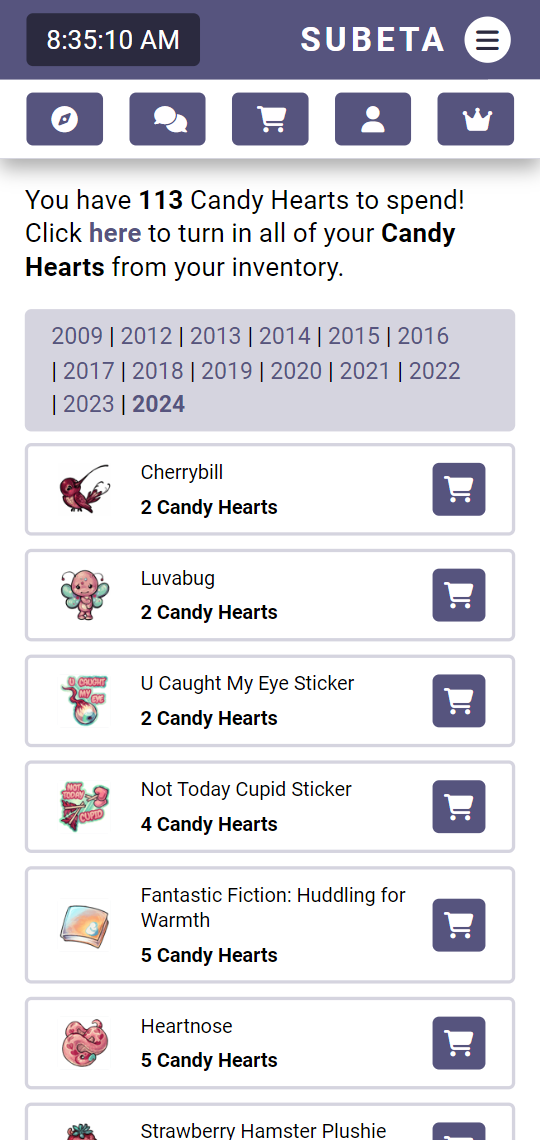 8:35:10 AM
SUBETA
You have 113 Candy Hearts to spend!
Click here to turn in all of your Candy
Hearts from your inventory.
2009 | 2012 | 2013 | 2014 | 2015 | 2016
| 2017 | 2018 | 2019 | 2020 | 2021 | 2022
| 2023 | 2024
Cherrybill
2 Candy Hearts
Luvabug
2 Candy Hearts
U CAUGHT
MY
EYE
U Caught My Eye Sticker
2 Candy Hearts
NOT
TODAY
CUPID
Not Today Cupid Sticker
4 Candy Hearts
Fantastic Fiction: Huddling for
Warmth
5 Candy Hearts
Heartnose
5 Candy Hearts
Strawberry Hamster Plushie